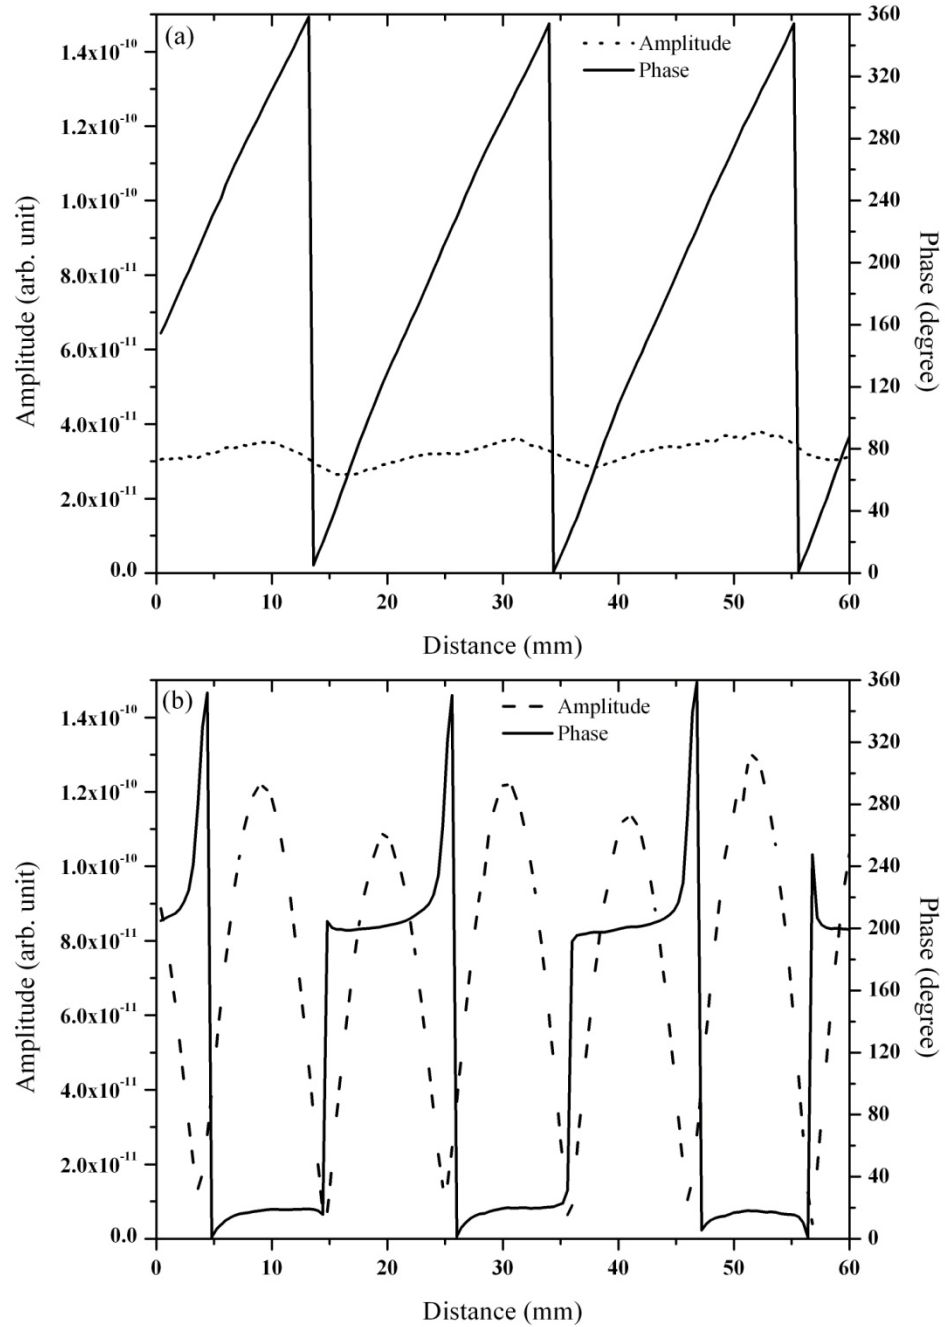 (a)
Amplitude
Phase
Amplitude (arb. unit)
1.4x10⁻¹⁰
1.2x10⁻¹⁰
1.0x10⁻¹⁰
8.0x10⁻¹¹
6.0x10⁻¹¹
4.0x10⁻¹¹
2.0x10⁻¹¹
0.0
360
320
280
240
200
160
120
80
40
0
Phase (degree)
0 10 20 30 40 50 60
Distance (mm)
(b)
Amplitude
Phase
Amplitude (arb. unit)
1.4x10⁻¹⁰
1.2x10⁻¹⁰
1.0x10⁻¹⁰
8.0x10⁻¹¹
6.0x10⁻¹¹
4.0x10⁻¹¹
2.0x10⁻¹¹
0.0
360
320
280
240
200
160
120
80
40
0
Phase (degree)
0 10 20 30 40 50 60
Distance (mm)